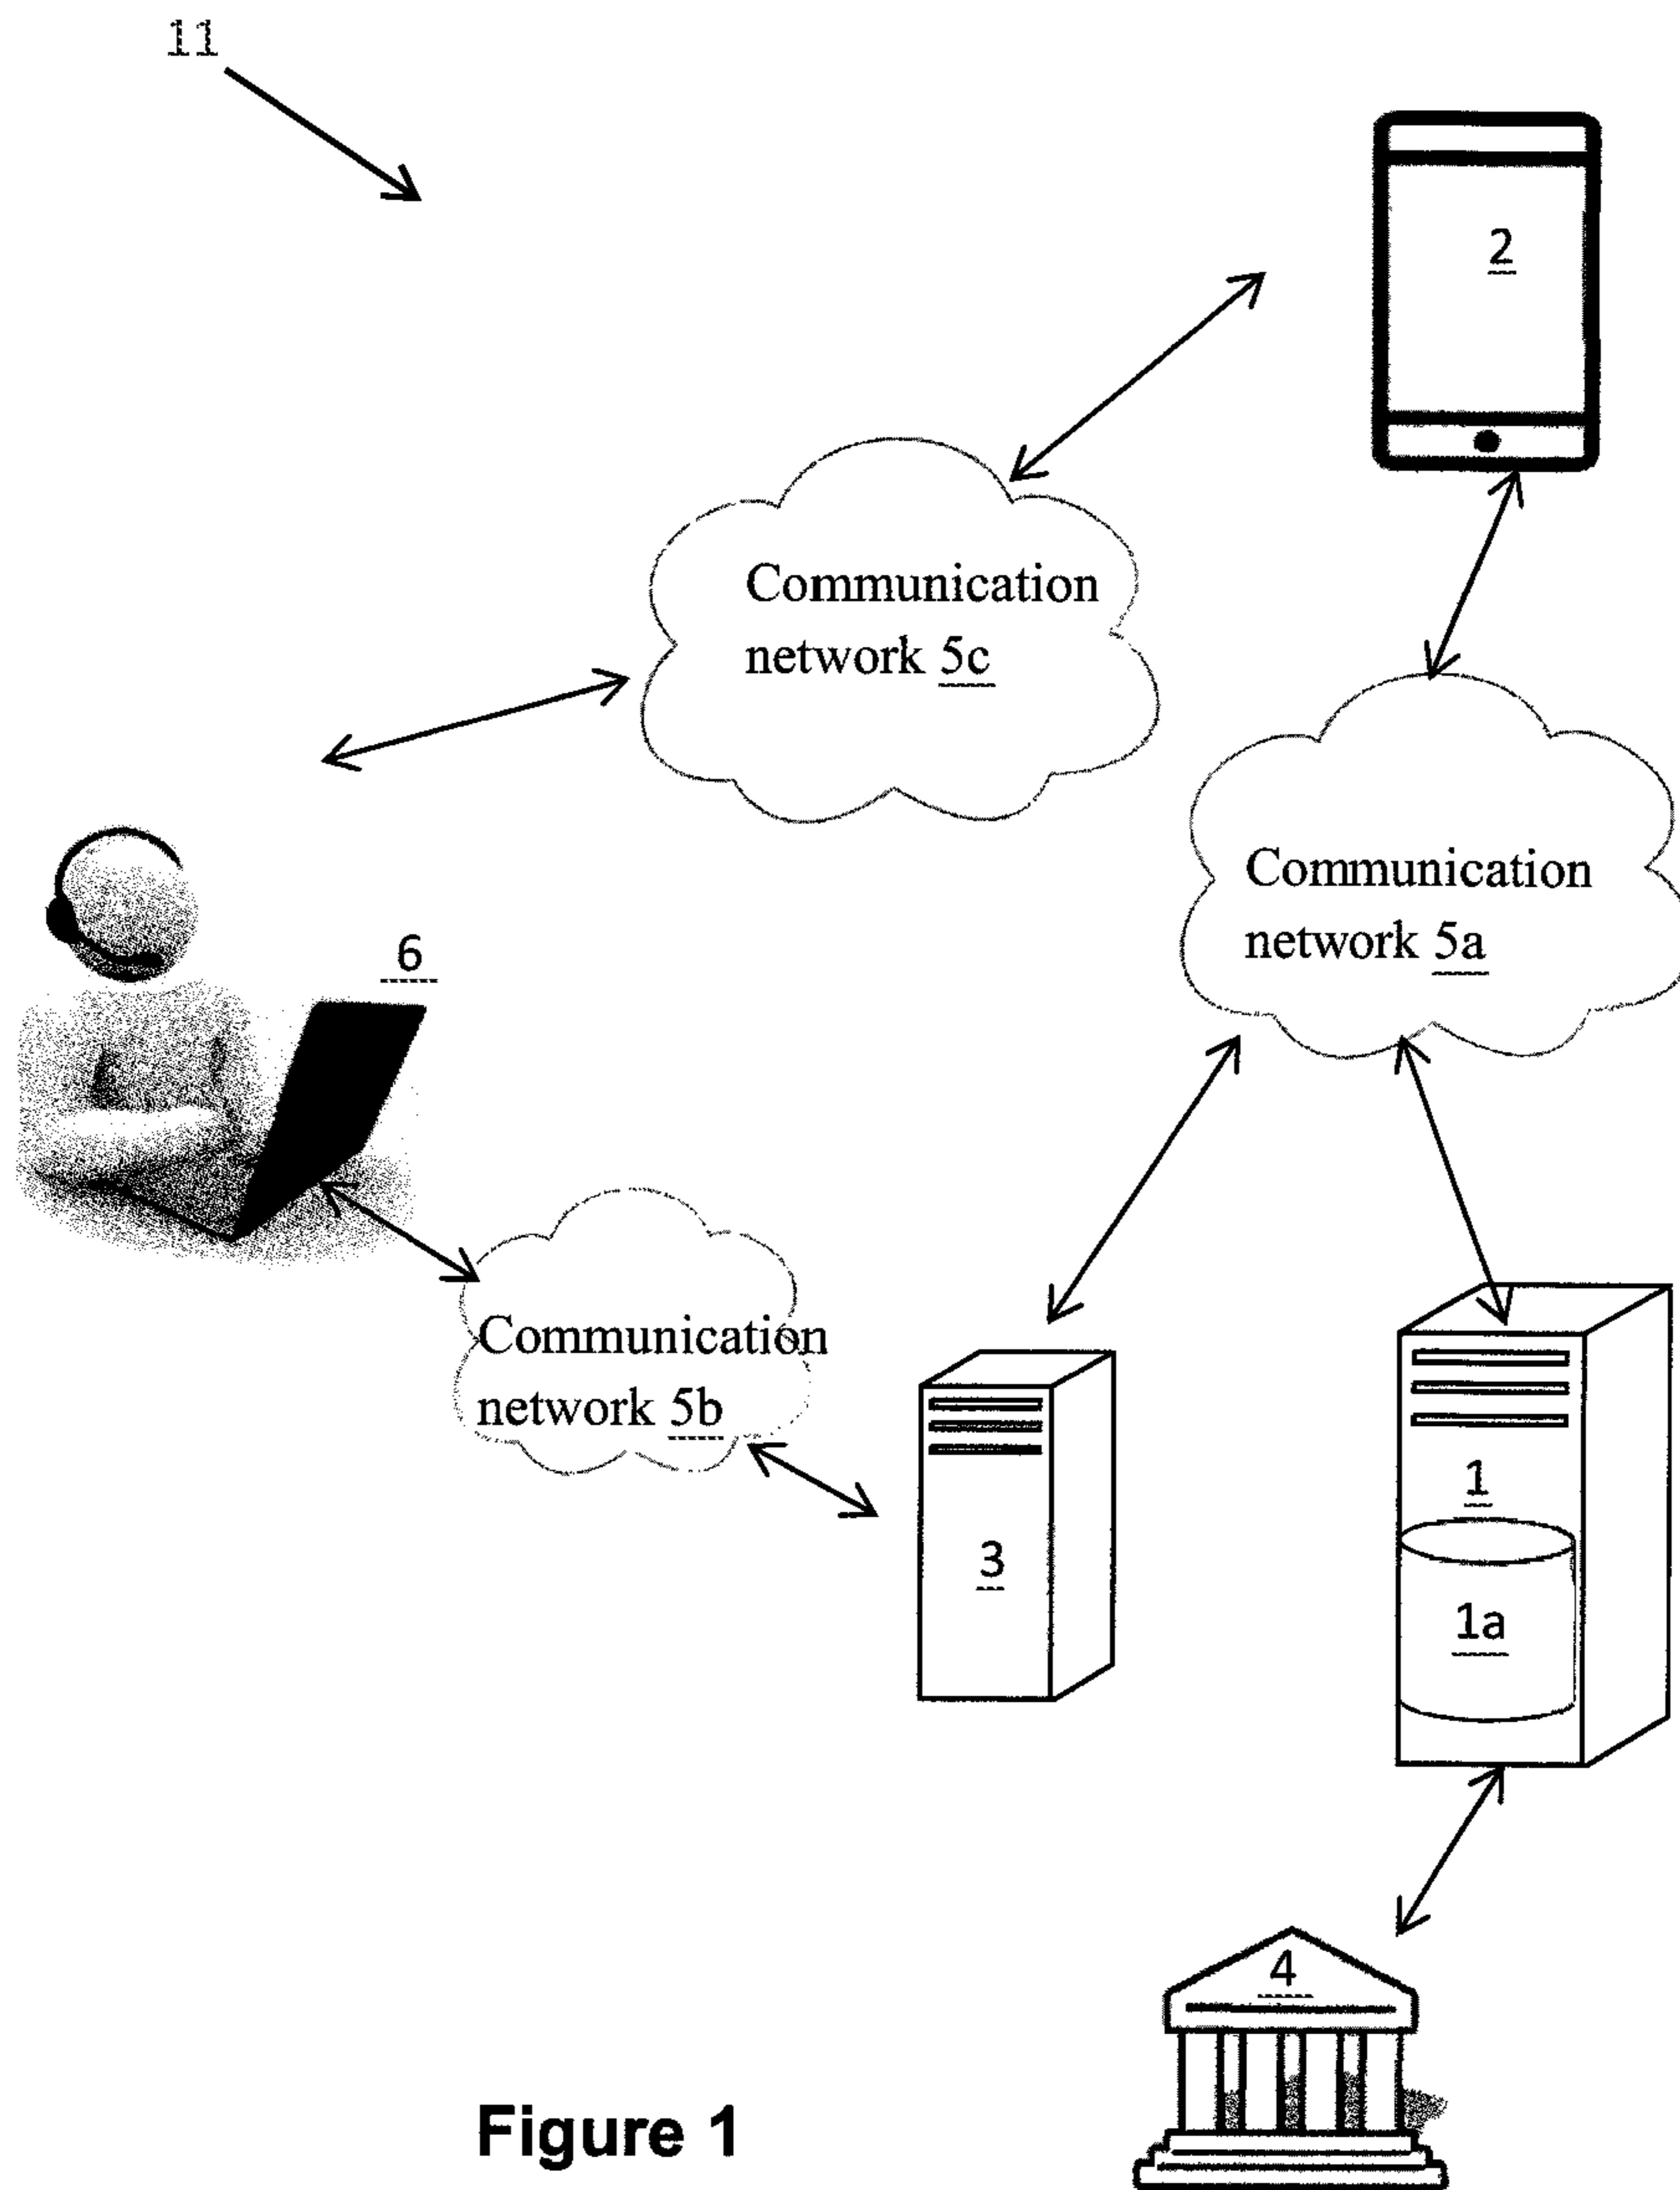 11
2
Communication
network 5c
Communication
network 5a
6
Communication
network 5b
1
3
1a
4
Figure 1